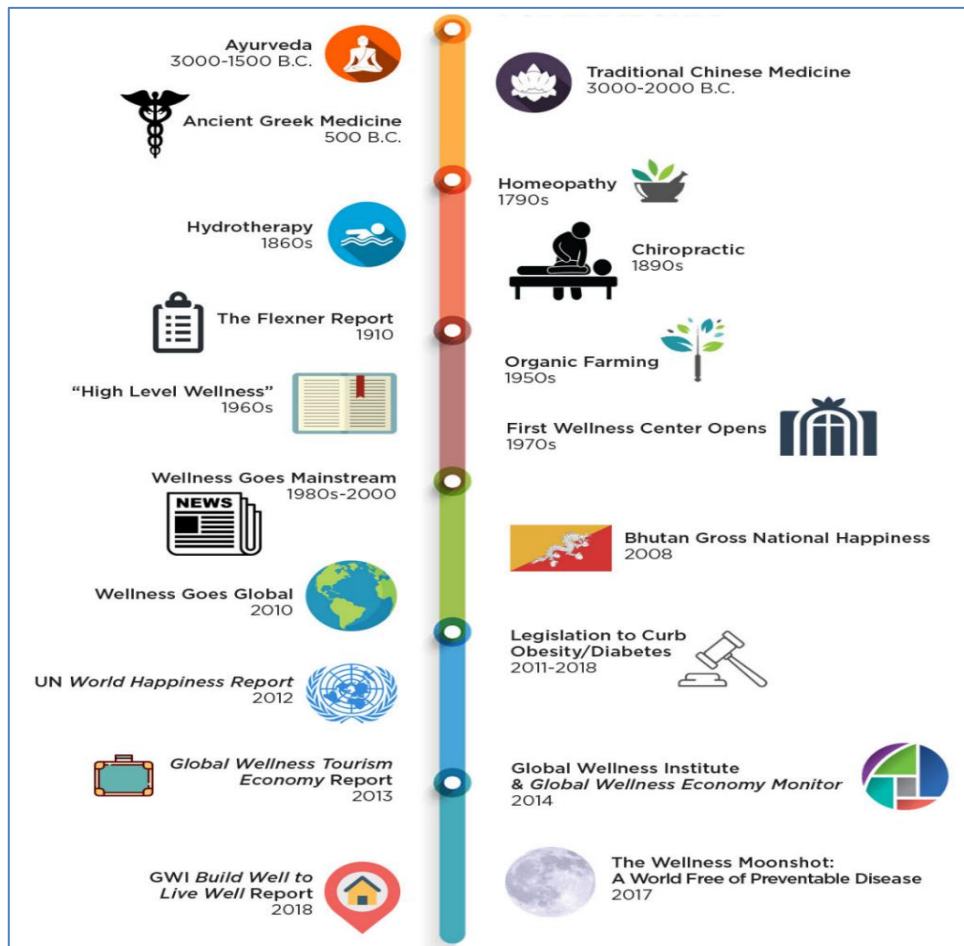 Ayurveda
3000-1500 B.C.
Traditional Chinese Medicine
3000-2000 B.C.
Ancient Greek Medicine
500 B.C.
Homeopathy
1790s
Hydrotherapy
1860s
Chiropractic
1890s
The Flexner Report
1910
Organic Farming
1950s
“High Level Wellness”
1960s
First Wellness Center Opens
1970s
Wellness Goes Mainstream
1980s-2000
NEWS
Bhutan Gross National Happiness
2008
Wellness Goes Global
2010
Legislation to Curb
Obesity/Diabetes
2011-2018
UN World Happiness Report
2012
Global Wellness Tourism
Economy Report
2013
Global Wellness Institute
& Global Wellness Economy Monitor
2014
The Wellness Moonshot:
A World Free of Preventable Disease
2017
GWI Build Well to
Live Well Report
2018